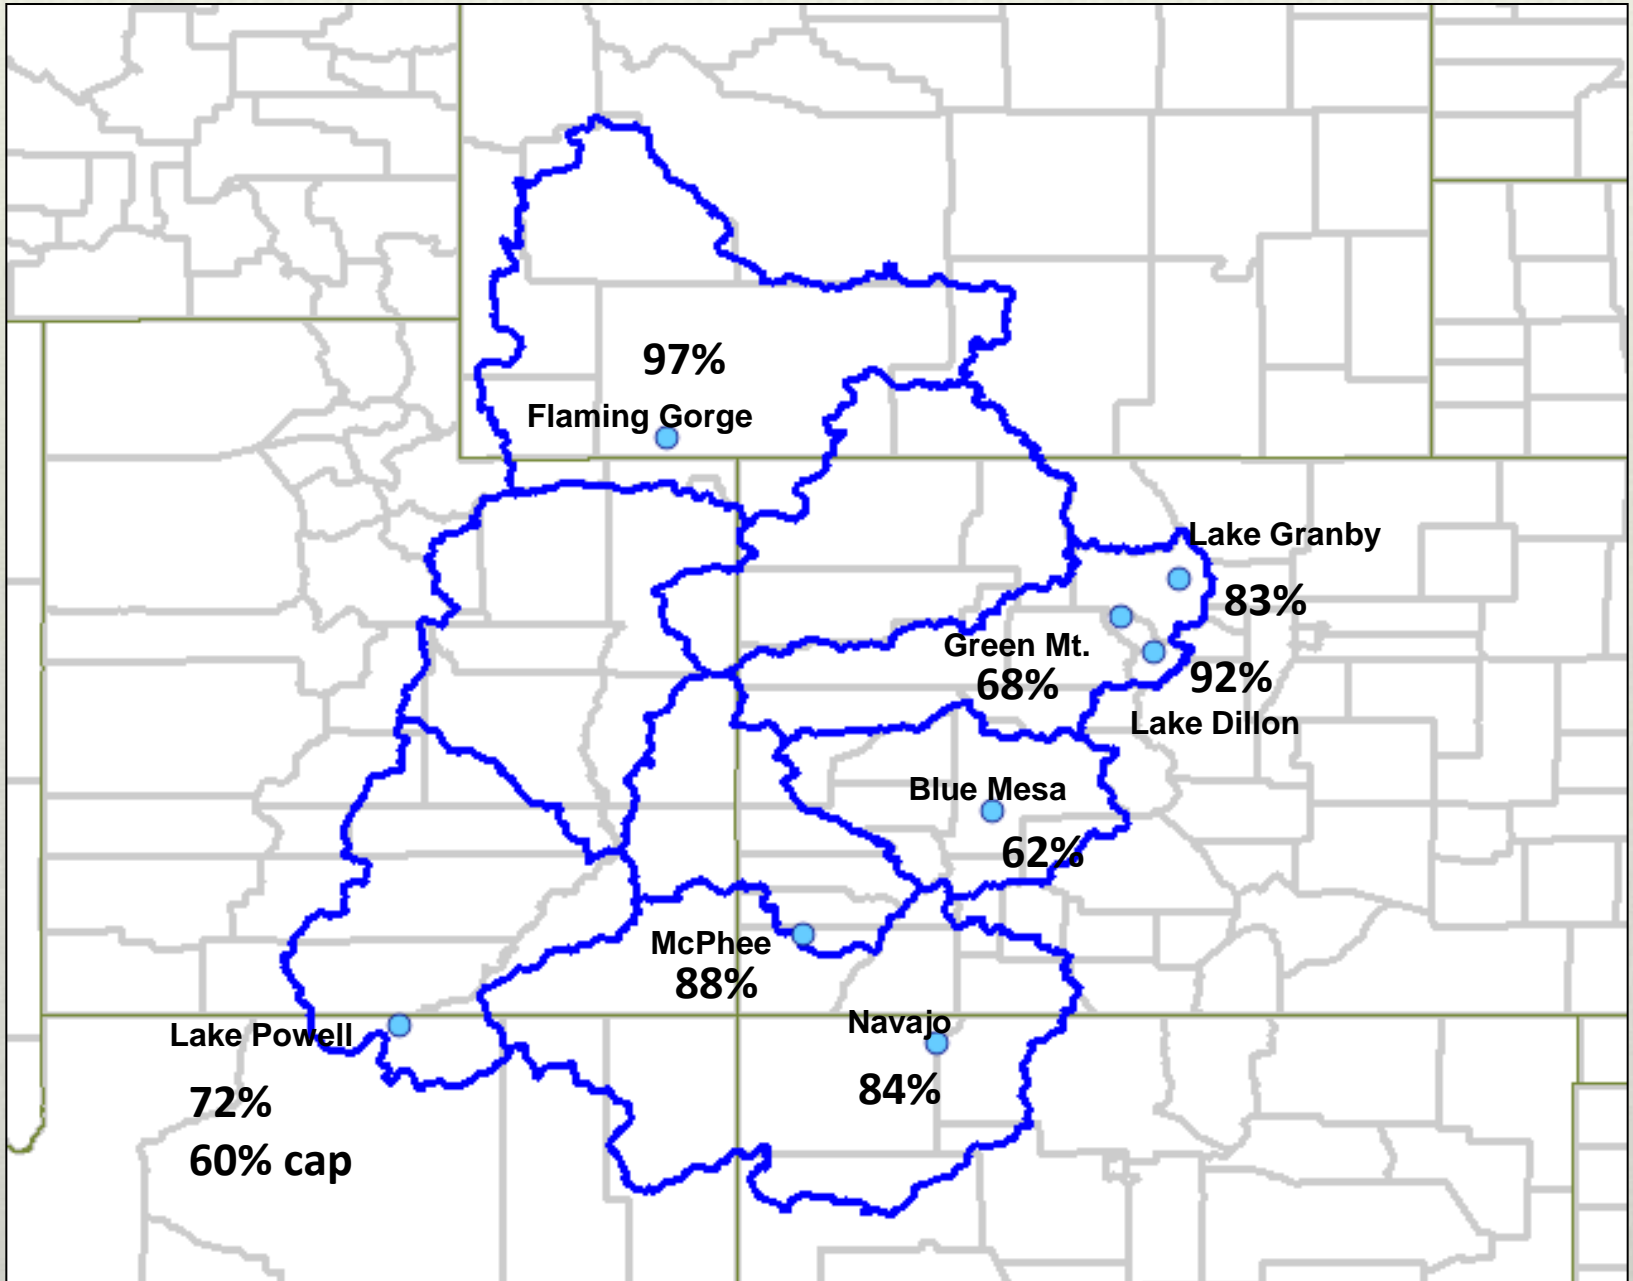 97%
Flaming Gorge
Lake Granby
83%
Green Mt.
68%
92%
Lake Dillon
Blue Mesa
62%
McPhee
88%
Navajo
84%
Lake Powell
72%
60% cap